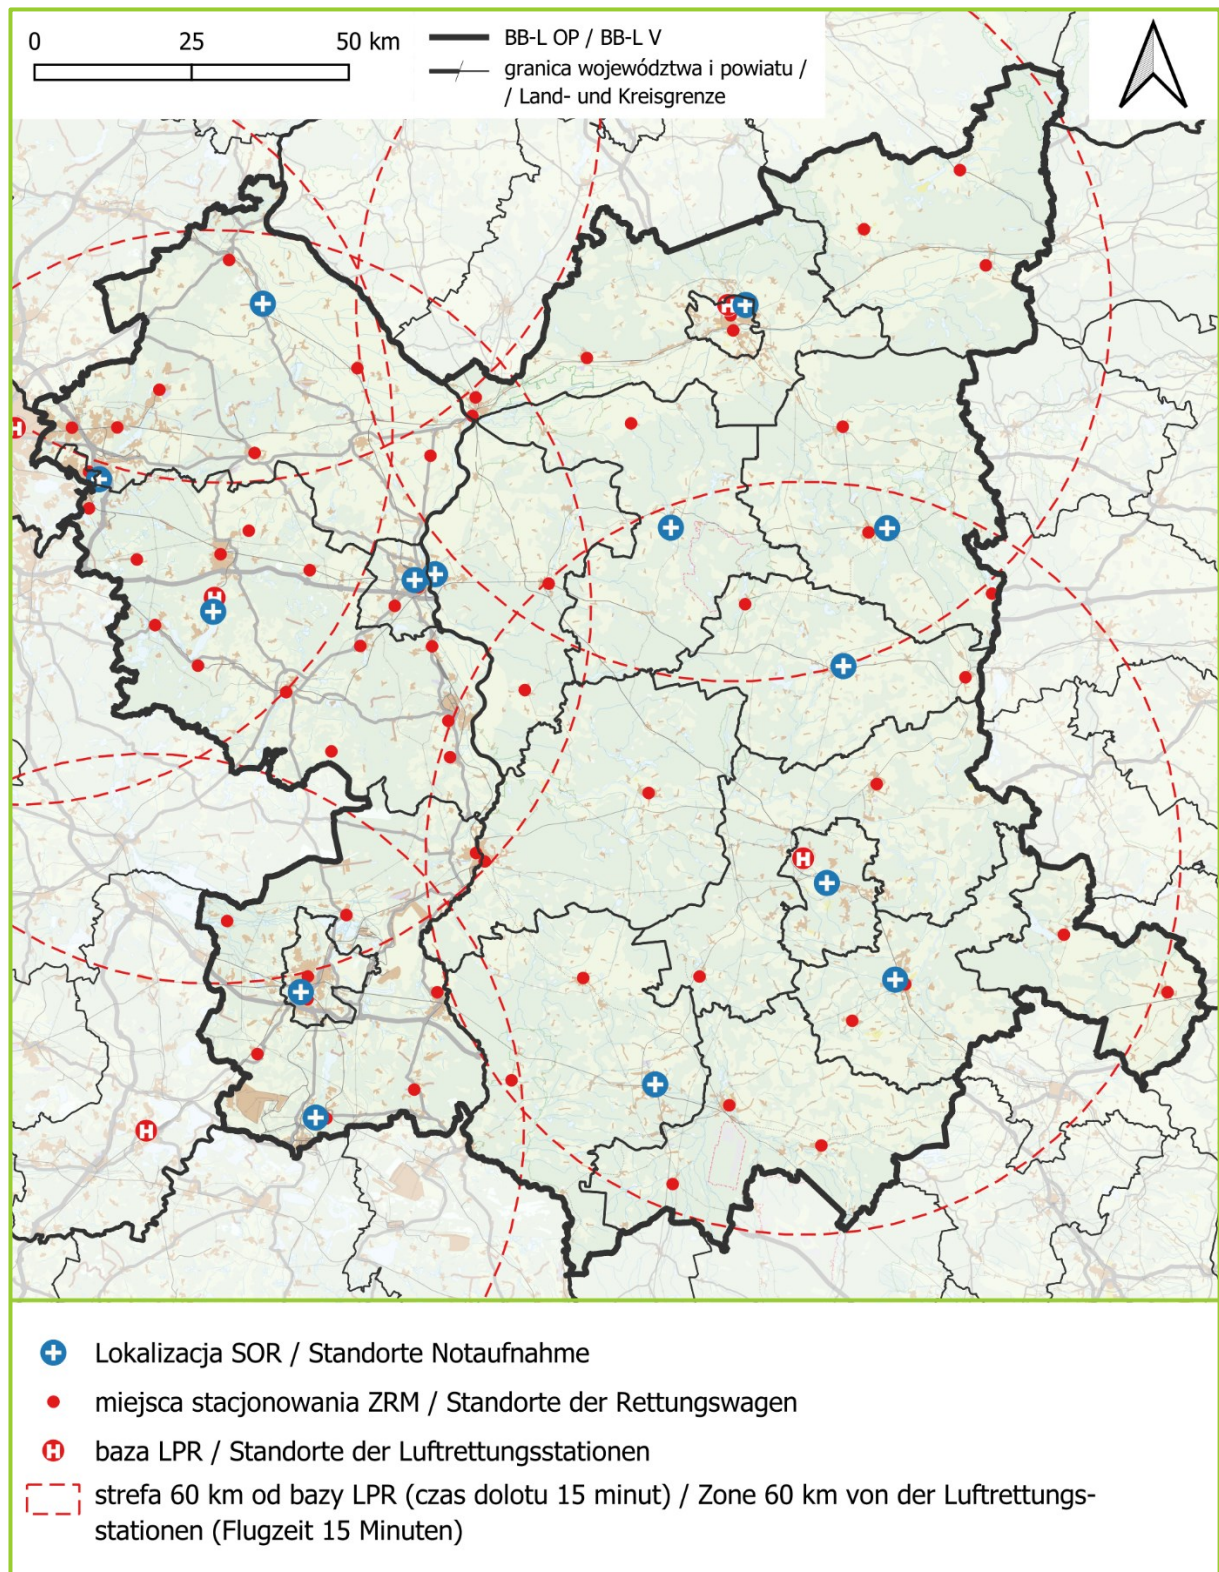 0 25 50 km
BB-L OP / BB-L V
granica województwa i powiatu /
/ Land- und Kreisgrenze
H
H
H
H
H
Lokalizacja SOR / Standorte Notaufnahme
miejsca stacjonowania ZRM / Standorte der Rettungswagen
H baza LPR / Standorte der Luftrettungsstationen
strefa 60 km od bazy LPR (czas dolotu 15 minut) / Zone 60 km von der Luftrettungs-
stationen (Flugzeit 15 Minuten)